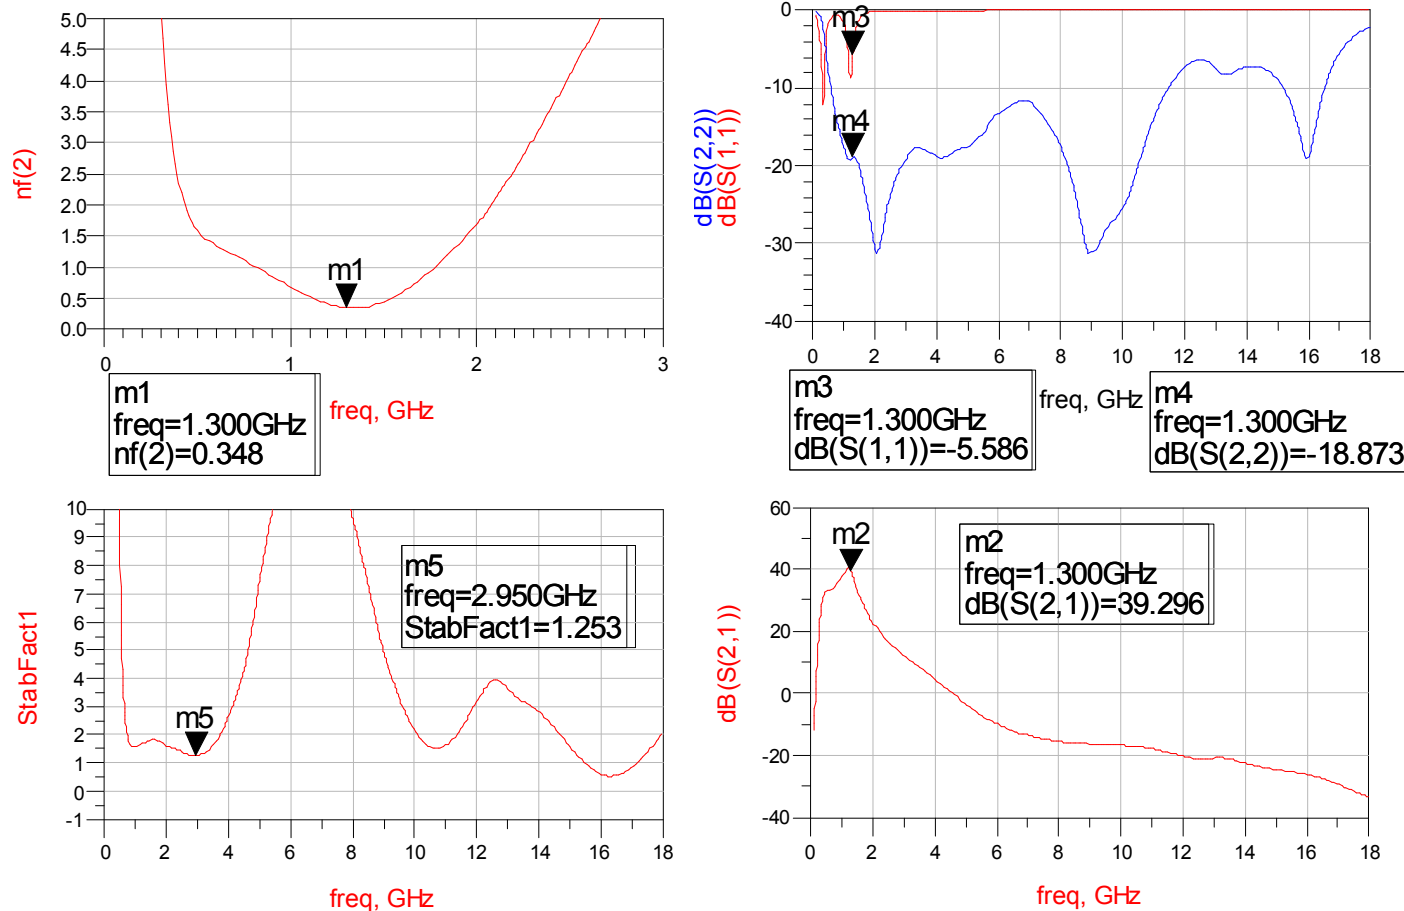 5.0
4.5
4.0
3.5
3.0
2.5
2.0
1.5
1.0
0.5
0.0
nf(2)
m1
0 1 2 3
freq, GHz
m1
freq=1.300GHz
nf(2)=0.348
0
-10
-20
-30
-40
dB(S(2,2))
dB(S(1,1))
m3
m4
0 2 4 6 8 10 12 14 16 18
freq, GHz
m3
freq=1.300GHz
dB(S(1,1))=-5.586
m4
freq=1.300GHz
dB(S(2,2))=-18.873
10
9
8
7
6
5
4
3
2
1
0
-1
StabFact1
m5
m5
freq=2.950GHz
StabFact1=1.253
0 2 4 6 8 10 12 14 16 18
freq, GHz
60
40
20
0
-20
-40
dB(S(2,1))
m2
m2
freq=1.300GHz
dB(S(2,1))=39.296
0 2 4 6 8 10 12 14 16 18
freq, GHz